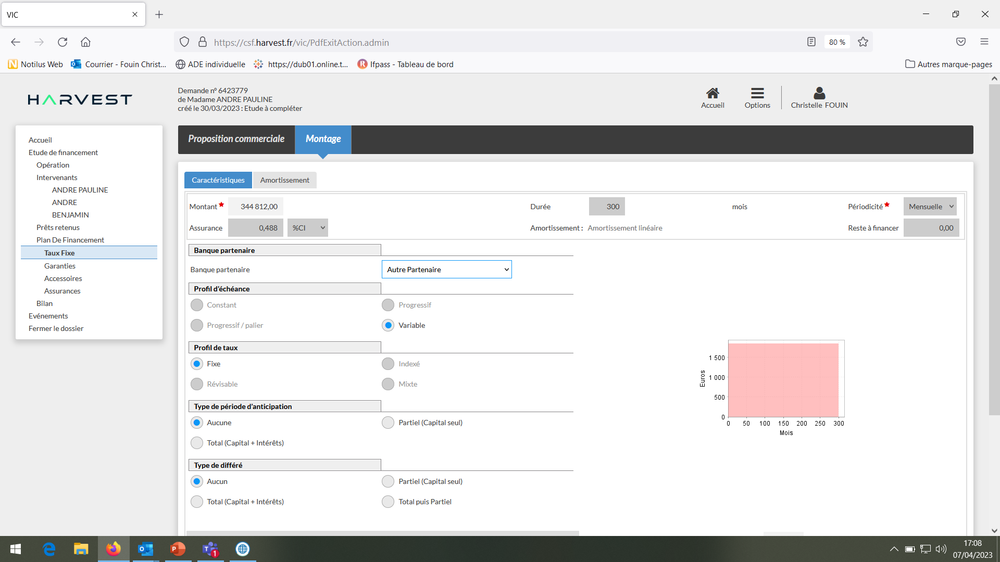 VIC
https://csf.harvest.fr/vic/PdfExitAction.admin
80 %
Notilus Web
Courrier - Fouin Christ...
ADE individuelle
https://dub01.online.t...
Ifpass - Tableau de bord
Autres marque-pages
HARVEST
Demande n° 6423779
de Madame ANDRE PAULINE
créé le 30/03/2023 : Etude à compléter
Accueil
Options
Christelle FOUIN
Accueil
Etude de financement
Opération
Intervenants
ANDRE PAULINE
ANDRE
BENJAMIN
Prêts retenus
Plan De Financement
Taux Fixe
Garanties
Accessoires
Assurances
Bilan
Evénements
Fermer le dossier
Proposition commerciale
Montage
Caractéristiques
Amortissement
Montant 344 812,00
Durée 300 mois
Périodicité Mensuelle
Assurance 0,488 %CI
Amortissement : Amortissement linéaire
Reste à financer 0,00
Banque partenaire
Banque partenaire Autre Partenaire
Profil d'échéance
Constant Progressif
Progressif / palier Variable
Profil de taux
Fixe Indexé
Révisable Mixte
Type de période d'anticipation
Aucune Partiel (Capital seul)
Total (Capital + Intérêts)
Type de différé
Aucun Partiel (Capital seul)
Total (Capital + Intérêts) Total puis Partiel
Euros
1 500
1 000
500
0
0 50 100 150 200 250 300
Mois
1
17:08
07/04/2023